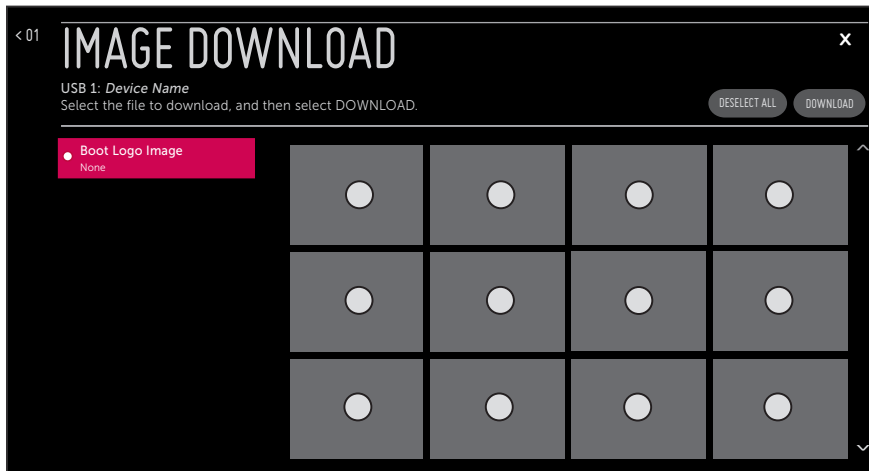 < 01
IMAGE DOWNLOAD
X
USB 1: Device Name
Select the file to download, and then select DOWNLOAD.
DESELECT ALL
DOWNLOAD
Boot Logo Image
None